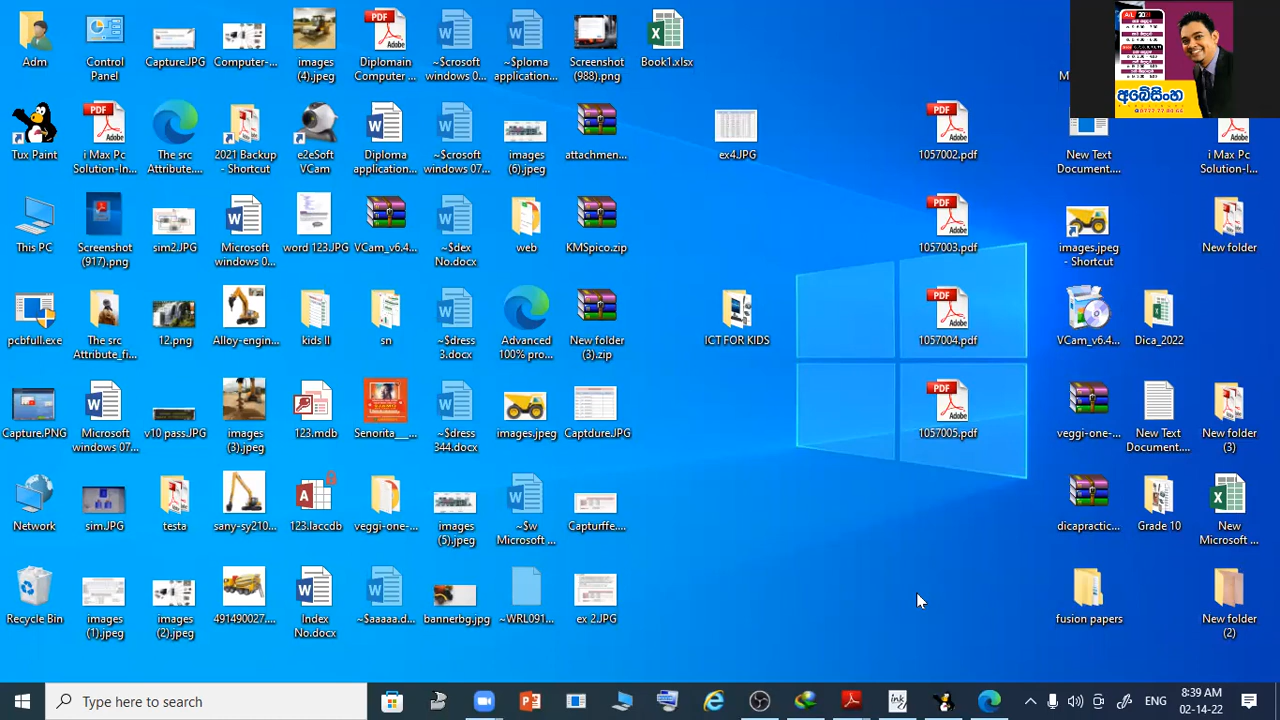 Adm
Control
Panel
Capture.JPG
Computer-...
images
(4).jpeg
Diplomain
Computer ...
~$crosoft
windows 0...
~$ploma
application...
Screenshot
(988).png
Book1.xlsx
A/L 20
අබේසිංහ
Tux Paint
i Max Pc
Solution-In...
The src
Attribute....
2021 Backup
- Shortcut
e2eSoft
VCam
Diploma
application...
~$crosoft
windows 07...
images
(6).jpeg
attachmen...
ex4.JPG
1057002.pdf
New Text
Document....
i Max Pc
Solution-I...
This PC
Screenshot
(917).png
sim2.JPG
Microsoft
windows 0...
word 123.JPG
VCam_v6.4...
~$dex
No.docx
web
KMSpico.zip
1057003.pdf
images.jpeg
- Shortcut
New folder
pcbfull.exe
The src
Attribute_fi...
12.png
Alloy-engin...
kids II
sn
~$dress
3.docx
Advanced
100% pro...
New folder
(3).zip
ICT FOR KIDS
1057004.pdf
VCam_v6.4...
Dica_2022
Capture.PNG
Microsoft
windows 07...
v10 pass.JPG
images
(3).jpeg
123.mdb
Senonta___...
~$dress
344.docx
images.jpeg
Captdure.JPG
1057005.pdf
veggi-one-...
New Text
Document....
New folder
(3)
Network
sim.JPG
testa
sany-sy210...
123.laccdb
veggi-one-...
images
(5).jpeg
~$w
Microsoft ...
Capturffe....
dicapractic...
Grade 10
New
Microsoft ...
Recycle Bin
images
(1).jpeg
images
(2).jpeg
491490027....
Index
No.docx
~$aaaaa.d...
bannerbg.jpg
~WRL091...
ex 2.JPG
fusion papers
New folder
(2)
Type here to search
ENG
8:39 AM
02-14-22